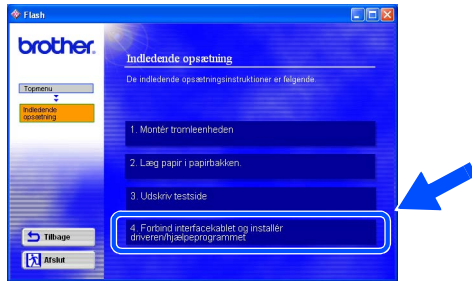 Flash
brother.
Topmenu
Indledende
opsætning
Indledende opsætning
De indledende opsætningsinstruktioner er følgende.
1. Montér tromleenheden
2. Læg papir i papirbakken.
3. Udskriv testside
4. Forbind interfacekablet og installér
driveren/hjælpeprogrammet
Tilbage
Afslut